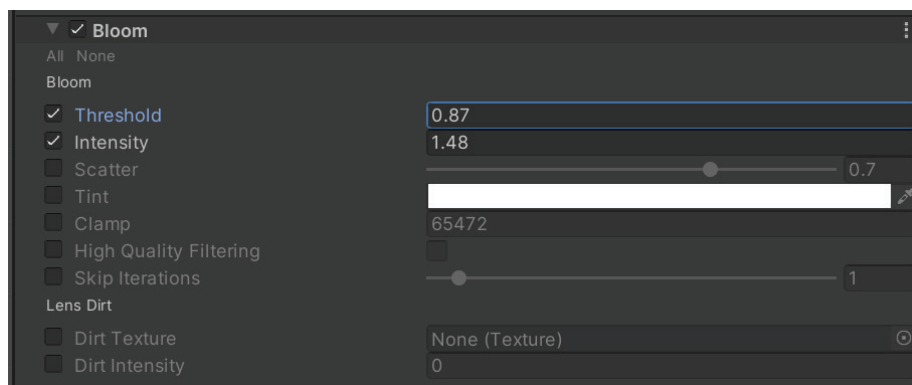 Bloom
All None
Bloom
Threshold 0.87
Intensity 1.48
Scatter 0.7
Tint
Clamp 65472
High Quality Filtering
Skip Iterations 1
Lens Dirt
Dirt Texture None (Texture)
Dirt Intensity 0